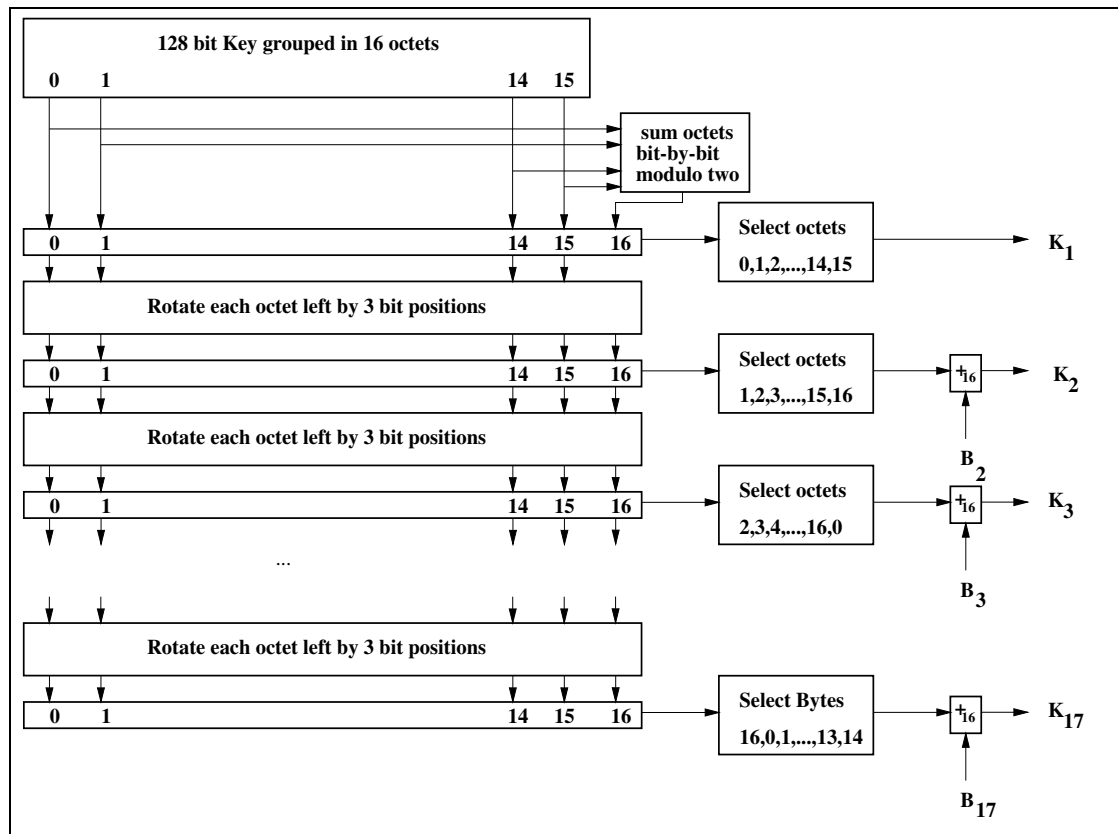 128 bit Key grouped in 16 octets
0 1 14 15
sum octets
bit-by-bit
modulo two
0 1 14 15 16
Select octets
0,1,2,...,14,15
K1
Rotate each octet left by 3 bit positions
0 1 14 15 16
Select octets
1,2,3,...,15,16
+16
K2
B2
Rotate each octet left by 3 bit positions
0 1 14 15 16
Select octets
2,3,4,...,16,0
+16
K3
B3
...
Rotate each octet left by 3 bit positions
0 1 14 15 16
Select Bytes
16,0,1,...,13,14
+16
K17
B17